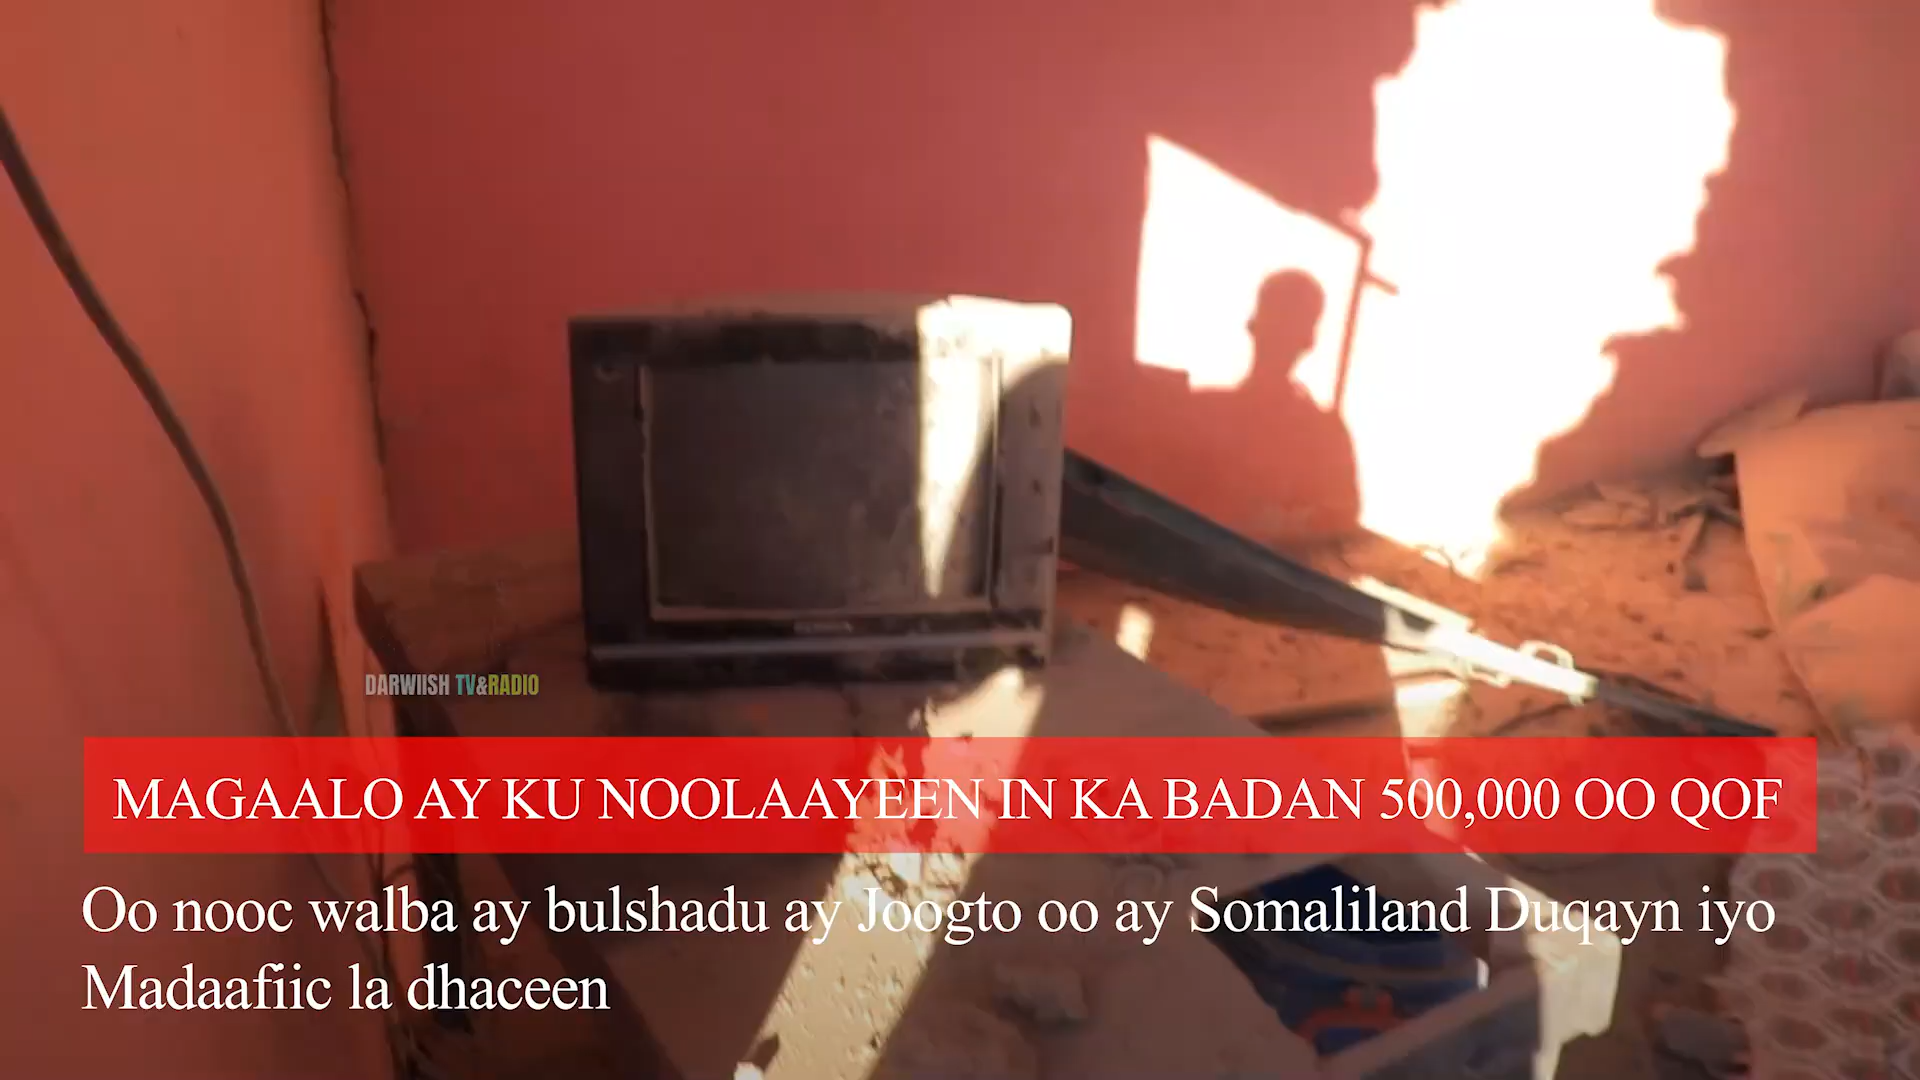 DARWIISH TV&RADIO
MAGAALO AY KU NOOLAAYEEN IN KA BADAN 500,000 OO QOF
Oo nooc walba ay bulshadu ay Joogto oo ay Somaliland Duqayn iyo
Madaafiic la dhaceen